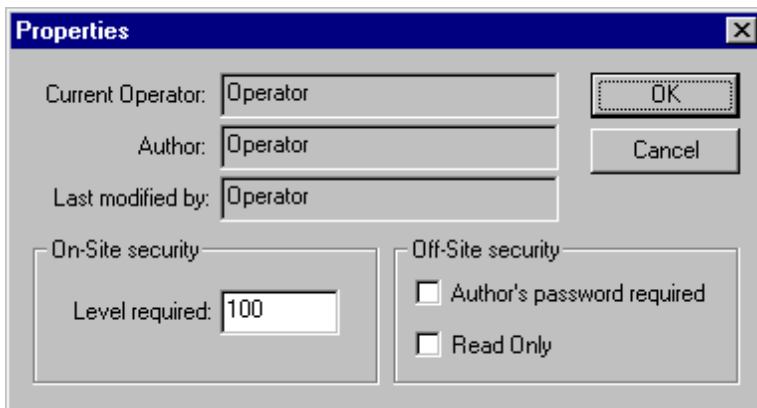 Properties
Current Operator: Operator
OK
Author: Operator
Cancel
Last modified by: Operator
On-Site security
Level required: 100
Off-Site security
Author's password required
Read Only